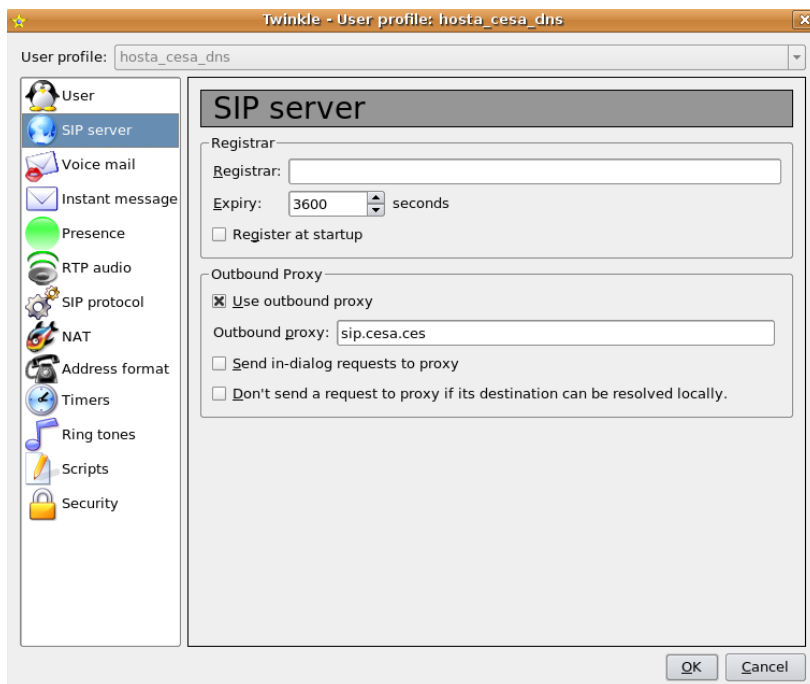 Twinkle - User profile: hosta_cesa_dns
User profile: hosta_cesa_dns
User
SIP server
Voice mail
Instant message
Presence
RTP audio
SIP protocol
NAT
Address format
Timers
Ring tones
Scripts
Security
SIP server
Registrar
Registrar:
Expiry: 3600 seconds
Register at startup
Outbound Proxy
Use outbound proxy
Outbound proxy: sip.cesa.ces
Send in-dialog requests to proxy
Don't send a request to proxy if its destination can be resolved locally.
OK Cancel